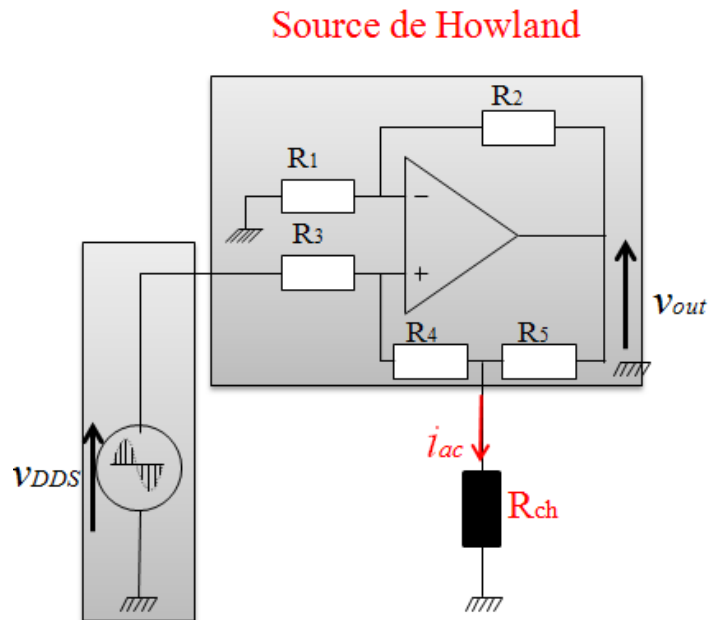 Source de Howland
R2
R1
R3
−
+
R4
R5
vout
iac
vDDS
Rch